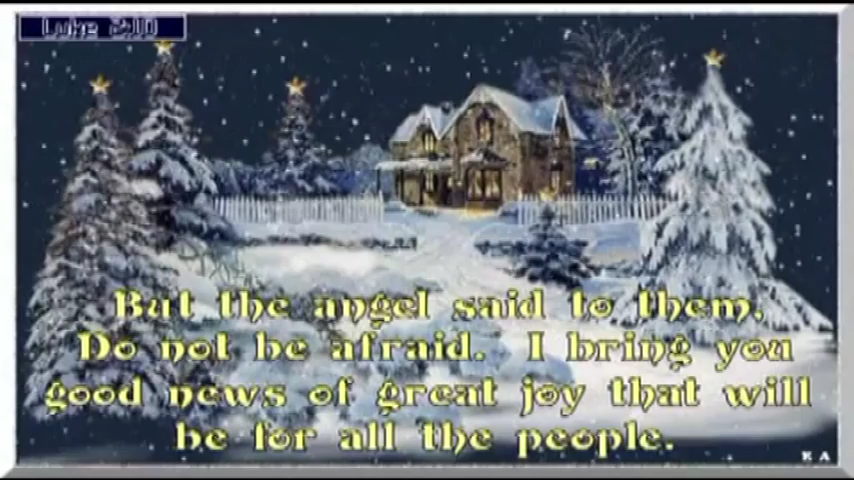 Luke 2:10
But the angel said to them,
Do not be afraid. I bring you
good news of great joy that will
be for all the people.
K A